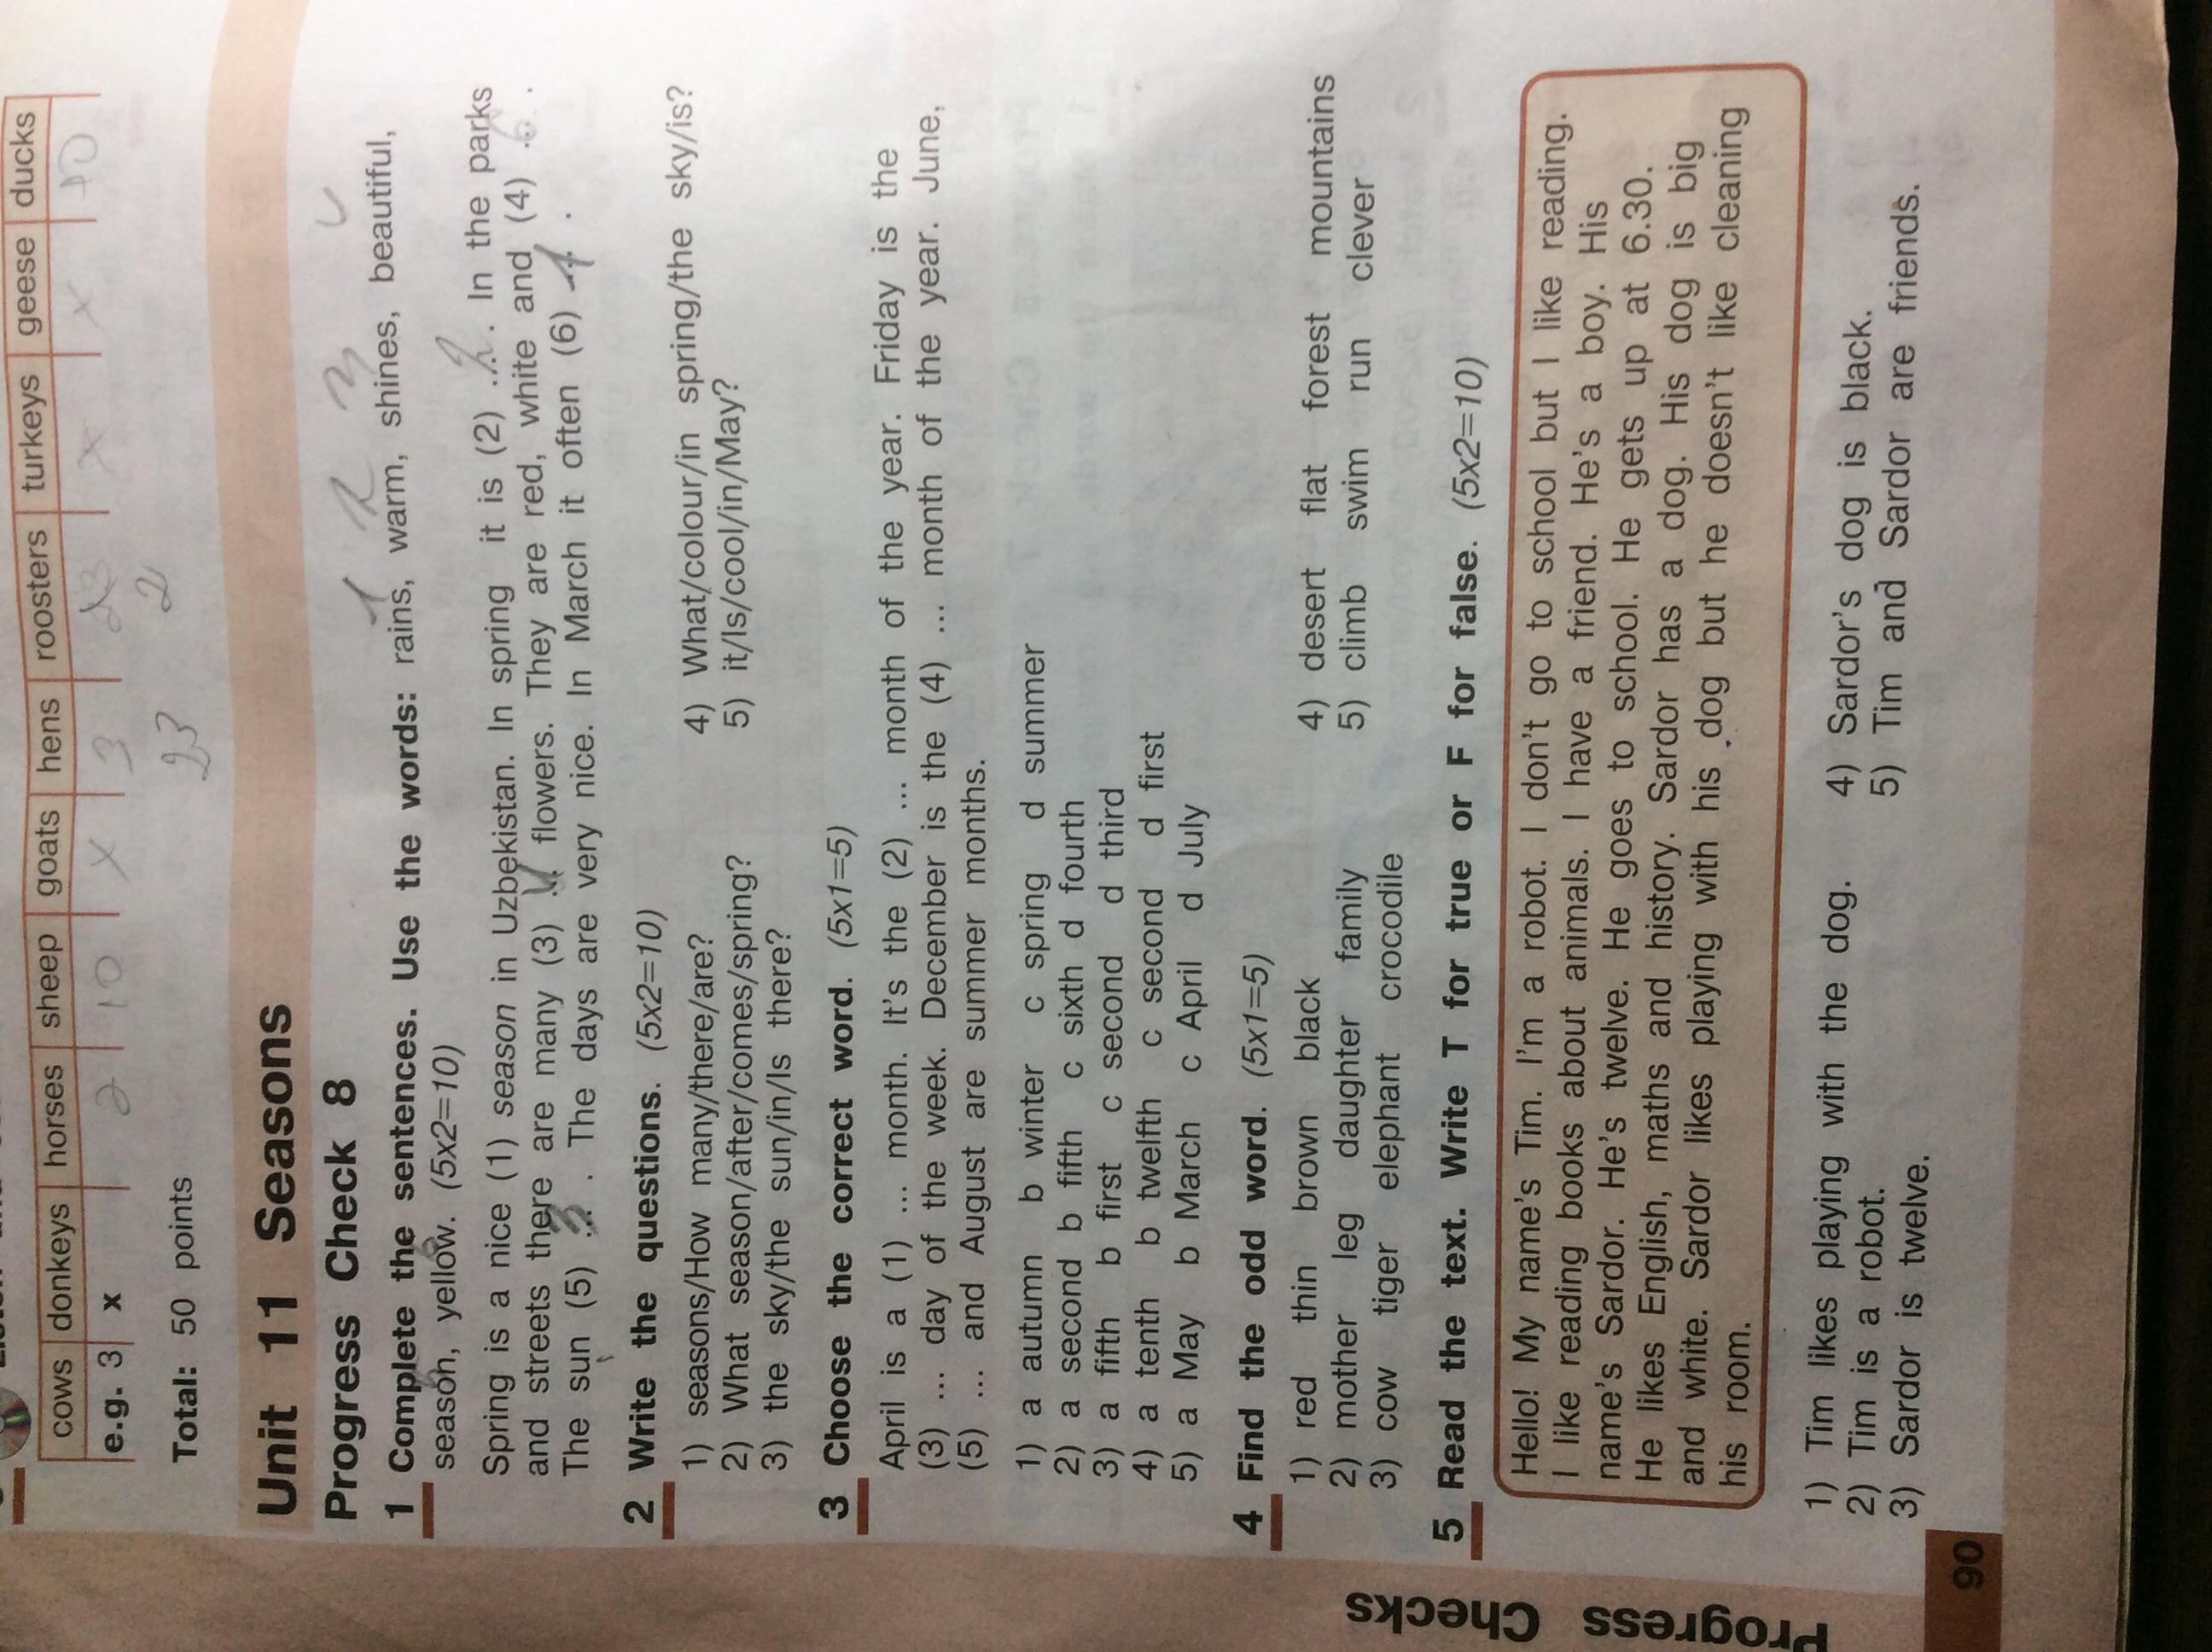 cows donkeys horses sheep goats hens roosters turkeys geese ducks
e.g. 3 x 2 10 x 3 x x 10
23 2
Total: 50 points
Unit 11 Seasons
Progress Check 8
1 2 3
1 Complete the sentences. Use the words: rains, warm, shines, beautiful,
season, yellow. (5x2=10)
Spring is a nice (1) season in Uzbekistan. In spring it is (2) ... . In the parks
and streets there are many (3) ... flowers. They are red, white and (4) ... .
The sun (5) ... . The days are very nice. In March it often (6) ... .
2 Write the questions. (5x2=10)
1) seasons/How many/there/are?
2) What season/after/comes/spring?
3) the sky/the sun/in/Is there?
4) What/colour/in spring/the sky/is?
5) it/Is/cool/in/May?
3 Choose the correct word. (5x1=5)
April is a (1) ... month. It's the (2) ... month of the year. Friday is the
(3) ... day of the week. December is the (4) ... month of the year. June,
(5) ... and August are summer months.
1) a autumn b winter c spring d summer
2) a second b fifth c sixth d fourth
3) a fifth b first c second d third
4) a tenth b twelfth c second d first
5) a May b March c April d July
4 Find the odd word. (5x1=5)
1) red thin brown black
2) mother leg daughter family
3) cow tiger elephant crocodile
4) desert flat forest mountains
5) climb swim run clever
5 Read the text. Write T for true or F for false. (5x2=10)
Hello! My name's Tim. I'm a robot. I don't go to school but I like reading.
I like reading books about animals. I have a friend. He's a boy. His
name's Sardor. He's twelve. He goes to school. He gets up at 6.30.
He likes English, maths and history. Sardor has a dog. His dog is big
and white. Sardor likes playing with his dog but he doesn't like cleaning
his room.
1) Tim likes playing with the dog.
2) Tim is a robot.
3) Sardor is twelve.
4) Sardor's dog is black.
5) Tim and Sardor are friends.
90
Progress Checks